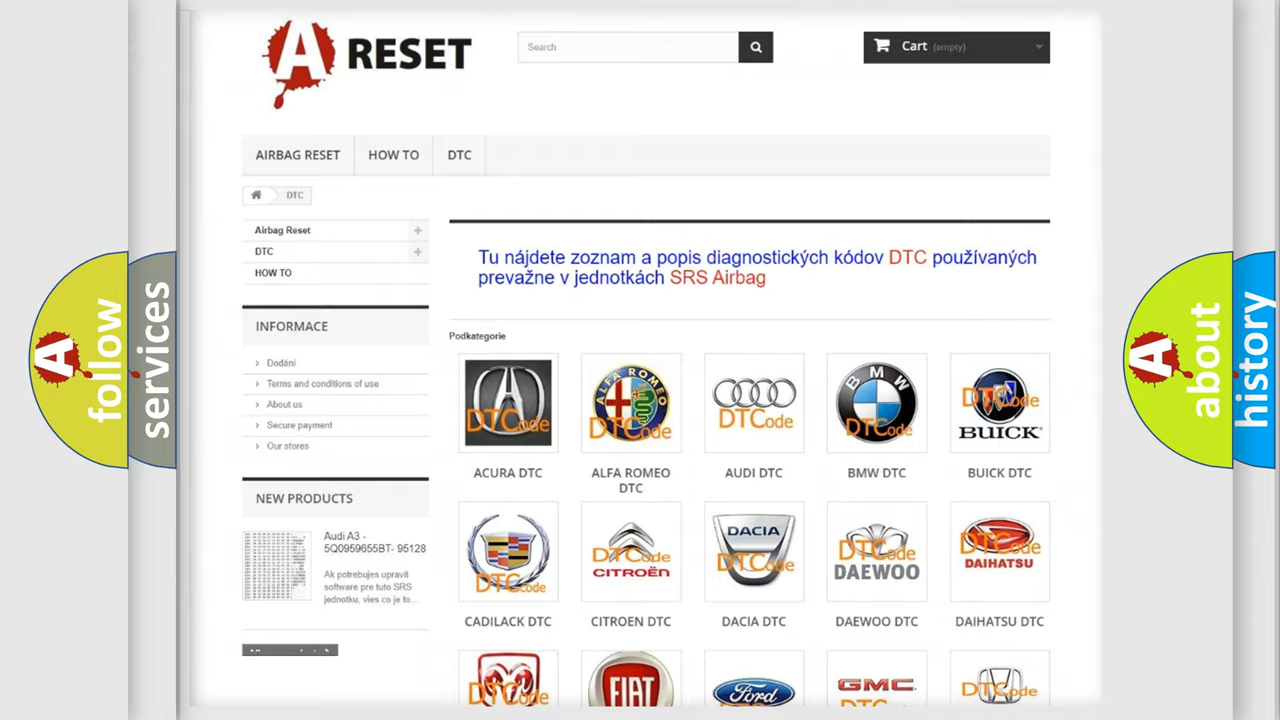 A RESET
Search
Cart (empty)
AIRBAG RESET
HOW TO
DTC
DTC
Airbag Reset
DTC
HOW TO
INFORMACE
Dodání
Terms and conditions of use
About us
Secure payment
Our stores
NEW PRODUCTS
Audi A3 -
5Q0959655BT- 95128
Ak potrebujes upravit
software pre tuto SRS
jednotku, vies co je to...
Tu nájdete zoznam a popis diagnostických kódov DTC používaných
prevažne v jednotkách SRS Airbag
Podkategorie
DTCode
ACURA DTC
ALFA ROMEO
DTCode
ALFA ROMEO
DTC
DTCode
AUDI DTC
BMW
DTCode
BMW DTC
DTCode
BUICK
BUICK DTC
DTCode
CADILACK DTC
DTCode
CITROËN
CITROEN DTC
DACIA
DTCode
DACIA DTC
DTCode
DAEWOO
DAEWOO DTC
DTCode
DAIHATSU
DAIHATSU DTC
DTCode
FIAT
Ford
GMC
DTCode
A follow
services
A about
history